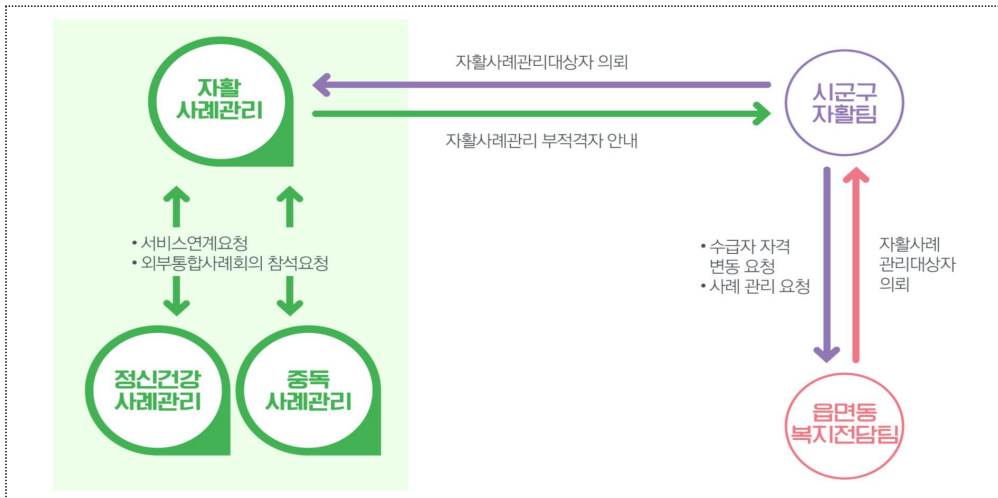 자활사례관리대상자 의뢰
자활
사례관리
시군구
자활팀
자활사례관리 부적격자 안내
• 서비스연계요청
• 외부통합사례회의 참석요청
• 수급자 자격
변동 요청
• 사례 관리 요청
자활사례
관리대상자
의뢰
정신건강
사례관리
중독
사례관리
읍면동
복지전담팀